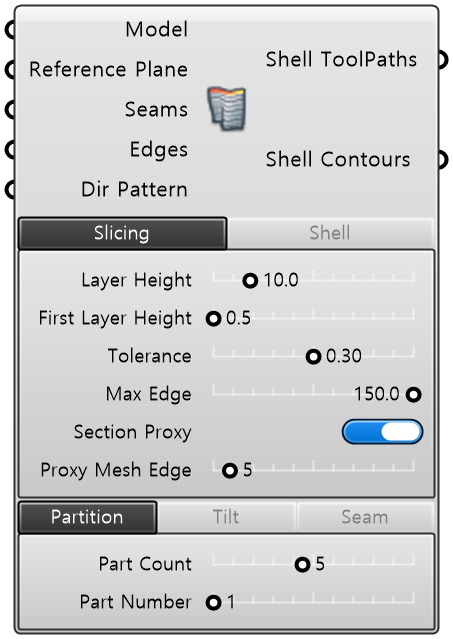 Model
Reference Plane
Seams
Edges
Dir Pattern
Shell ToolPaths
Shell Contours
Slicing Shell
Layer Height 10.0
First Layer Height 0.5
Tolerance 0.30
Max Edge 150.0
Section Proxy
Proxy Mesh Edge 5
Partition Tilt Seam
Part Count 5
Part Number 1